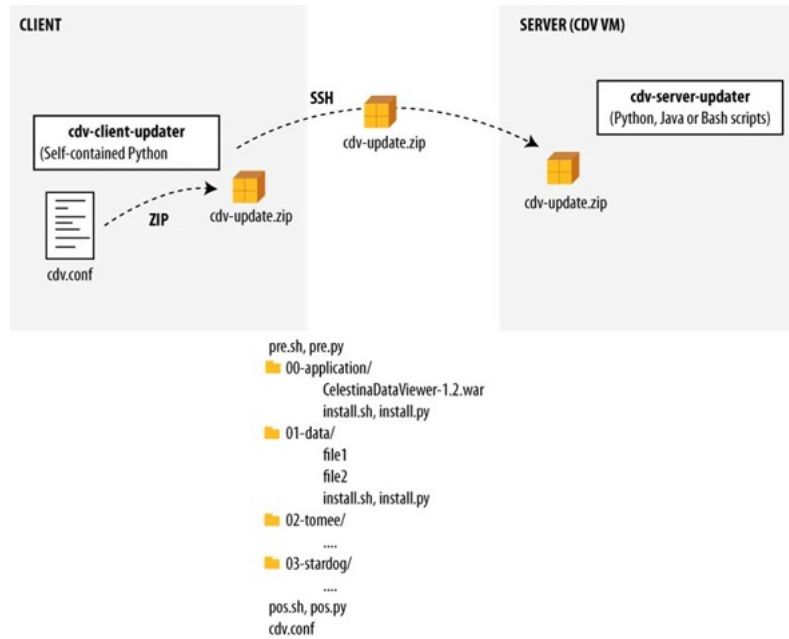 CLIENT
SERVER (CDV VM)
cdv-client-updater
(Self-contained Python
SSH
cdv-update.zip
cdv-server-updater
(Python, Java or Bash scripts)
cdv-update.zip
ZIP
cdv-update.zip
cdv.conf
pre.sh, pre.py
00-application/
CelestinaDataViewer-1.2.war
install.sh, install.py
01-data/
file1
file2
install.sh, install.py
02-tomee/
....
03-stardog/
....
pos.sh, pos.py
cdv.conf